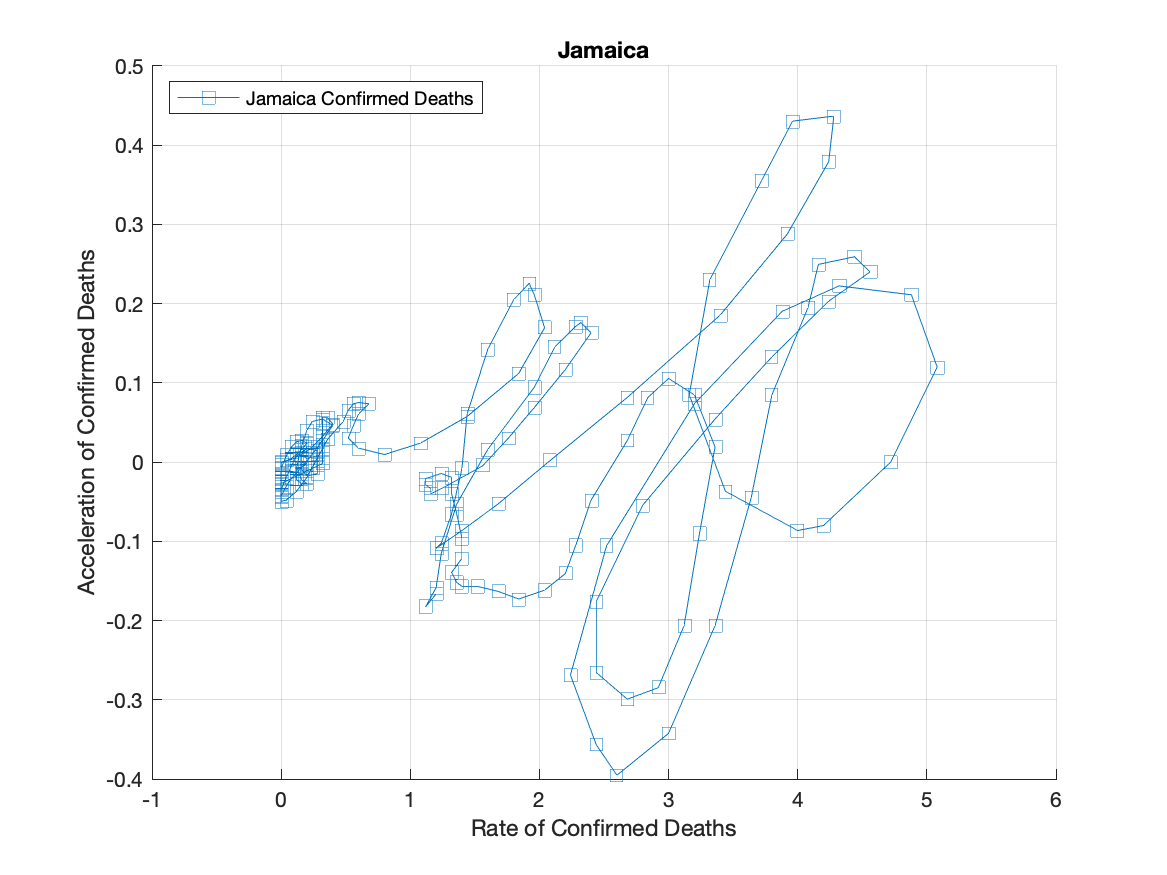 Jamaica
0.5
Jamaica Confirmed Deaths
0.4
0.3
0.2
0.1
0
-0.1
-0.2
-0.3
-0.4
Acceleration of Confirmed Deaths
-1 0 1 2 3 4 5 6
Rate of Confirmed Deaths